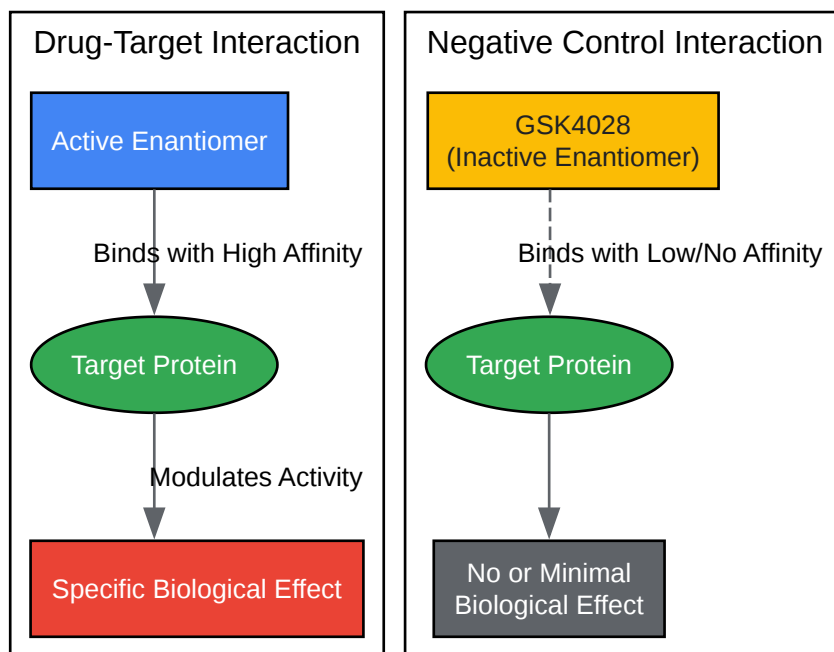 Drug-Target Interaction
Active Enantiomer
Binds with High Affinity
Target Protein
Modulates Activity
Specific Biological Effect
Negative Control Interaction
GSK4028
(Inactive Enantiomer)
Binds with Low/No Affinity
Target Protein
No or Minimal
Biological Effect